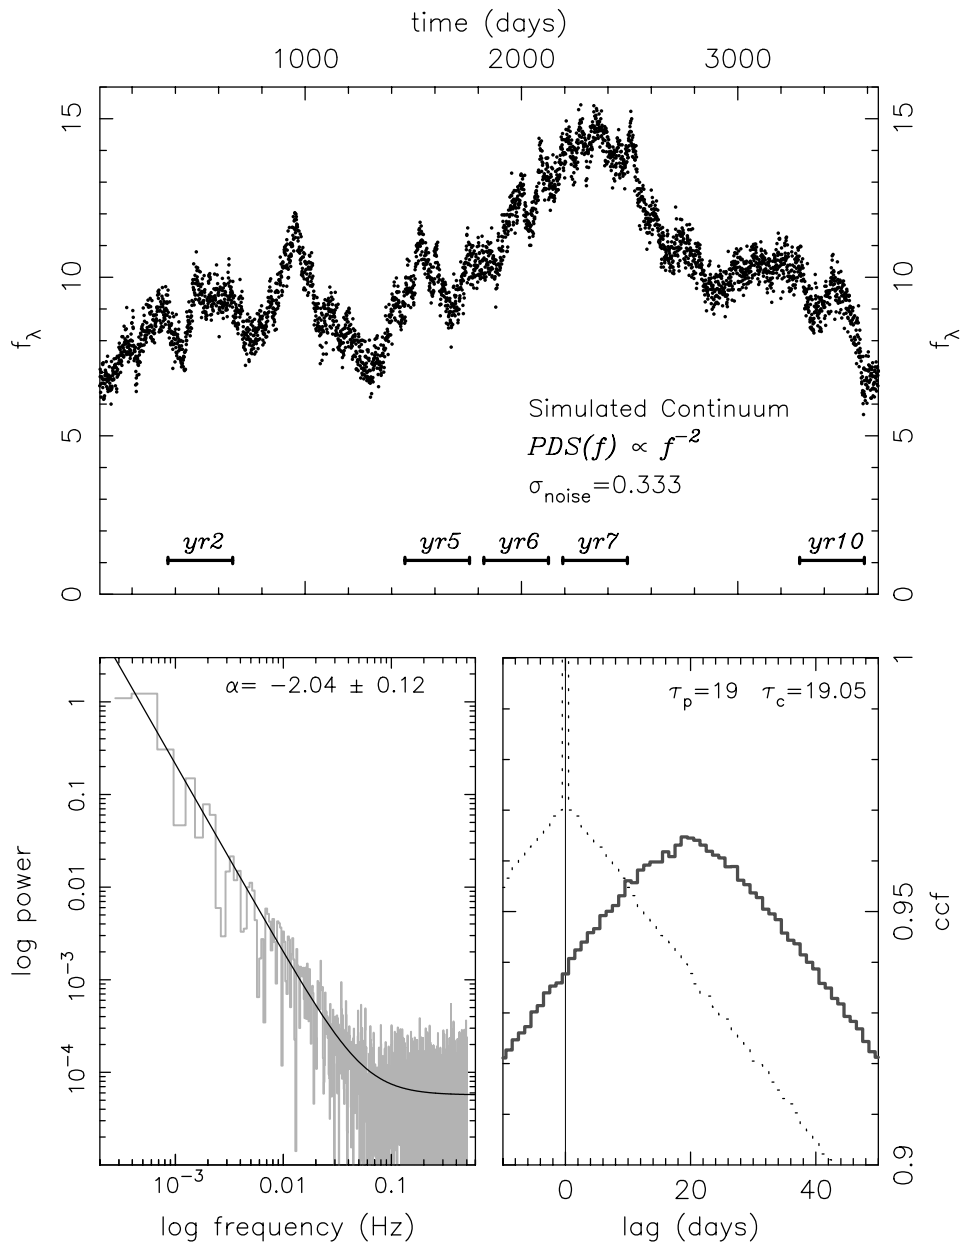 time (days)
1000 2000 3000
15 15
10 10
f_λ f_λ
5 5
0 0
Simulated Continuum
PDS(f) ∝ f^−2
σ_noise=0.333
yr2 yr5 yr6 yr7 yr10
α= −2.04 ± 0.12
1
0.1
0.01
10^−3
10^−4
log power
10^−3 0.01 0.1
log frequency (Hz)
τ_p=19 τ_c=19.05
1
0.95
0.9
ccf
0 20 40
lag (days)